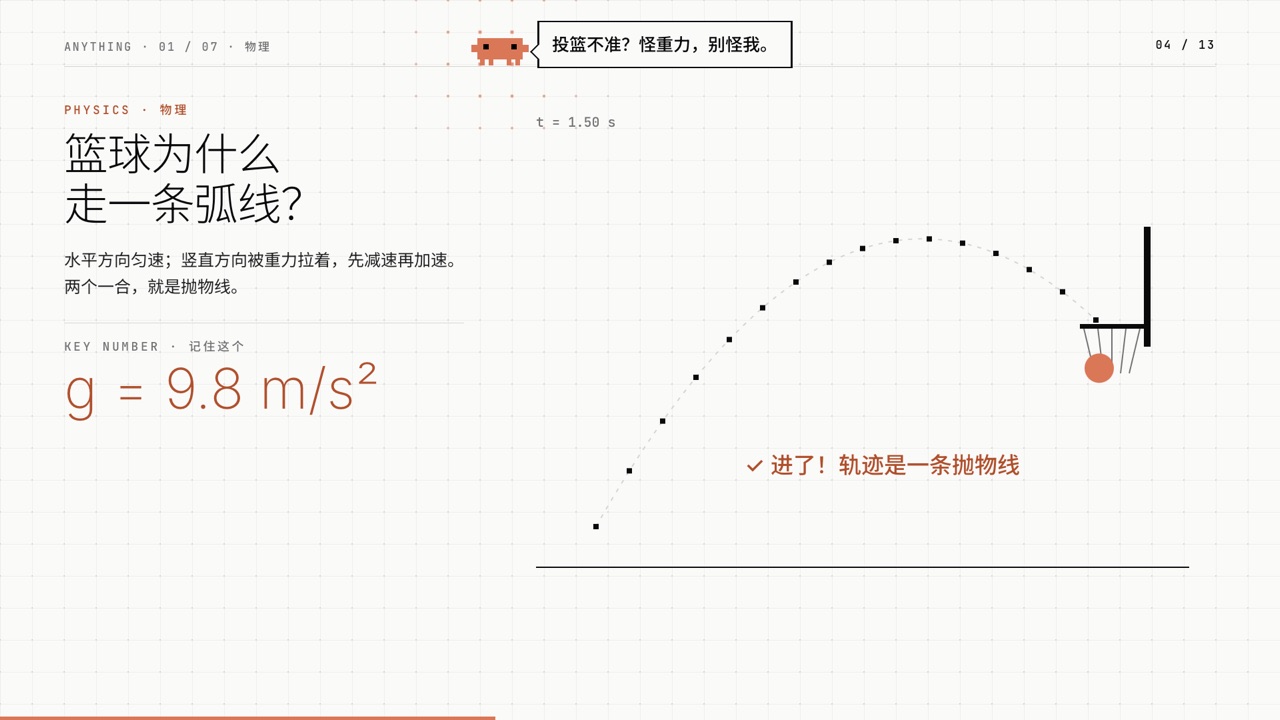 ANYTHING · 01 / 07 · 物理
投篮不准？怪重力，别怪我。
04 / 13
PHYSICS · 物理
篮球为什么
走一条弧线？
水平方向匀速；竖直方向被重力拉着，先减速再加速。
两个一合，就是抛物线。
KEY NUMBER · 记住这个
g = 9.8 m/s²
t = 1.50 s
✓ 进了！轨迹是一条抛物线